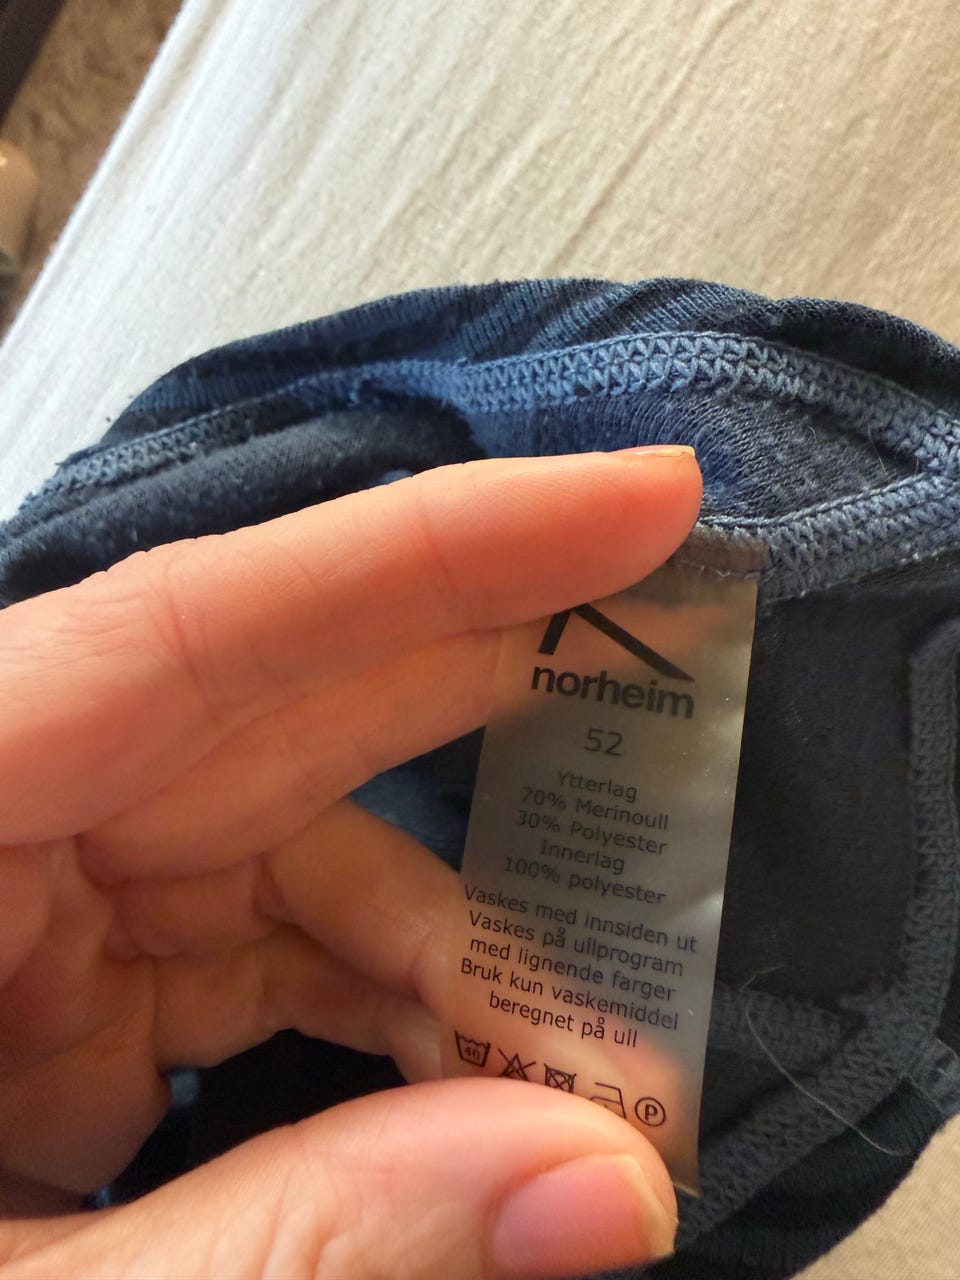 norheim
52
Ytterlag
70% Merinoull
30% Polyester
Innerlag
100% polyester
Vaskes med innsiden ut
Vaskes på ullprogram
med lignende farger
Bruk kun vaskemiddel
beregnet på ull
40 P